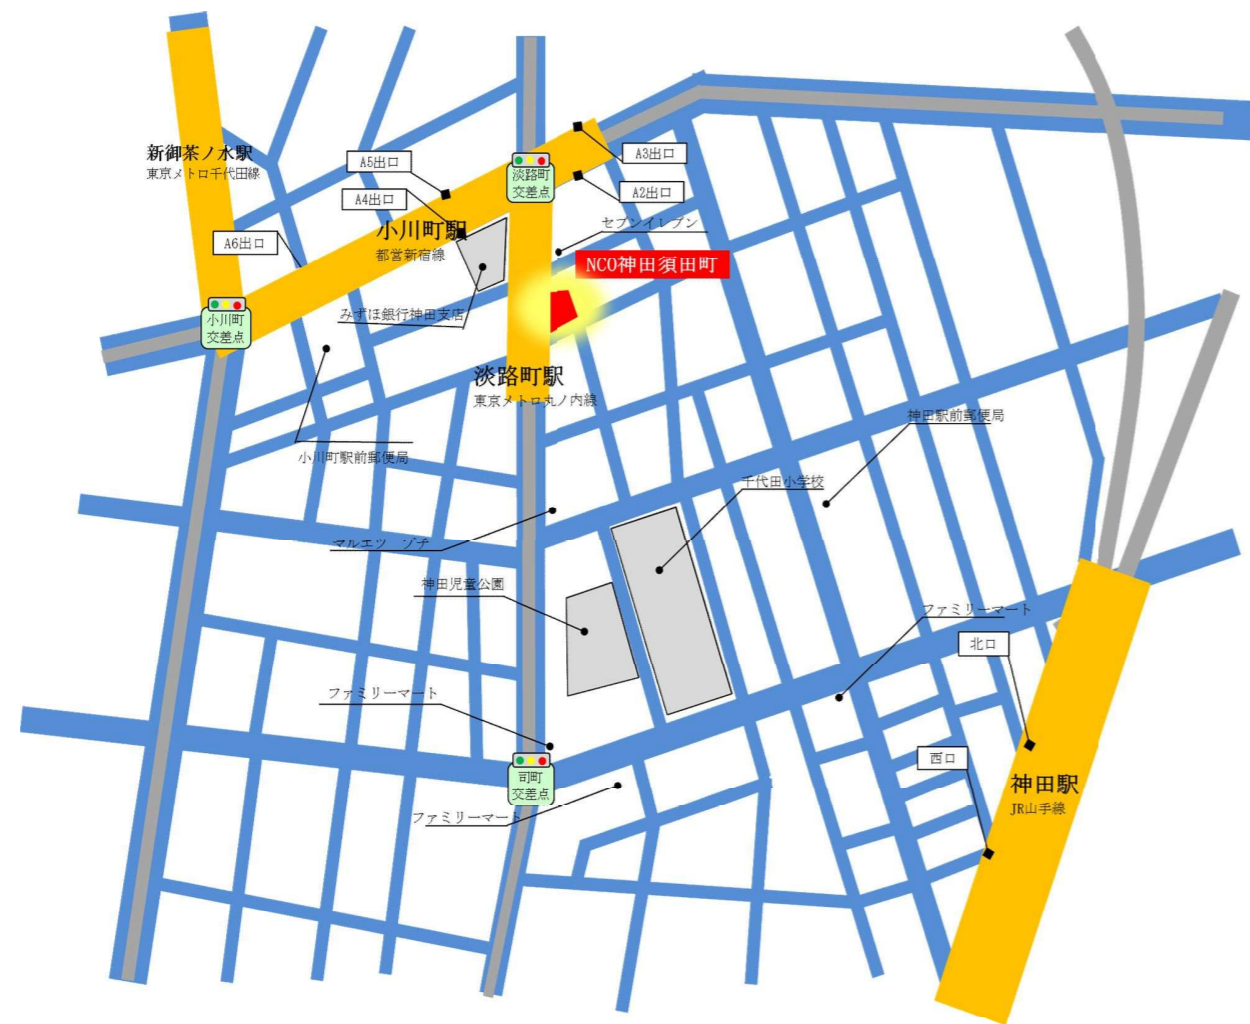 新御茶ノ水駅
東京メトロ千代田線
A5出口
A4出口
A6出口
淡路町
交差点
A3出口
A2出口
セブンイレブン
小川町駅
都営新宿線
NCO神田須田町
小川町
交差点
みずほ銀行神田支店
淡路町駅
東京メトロ丸ノ内線
小川町駅前郵便局
神田駅前郵便局
千代田小学校
マルエツ プチ
神田児童公園
ファミリーマート
北口
ファミリーマート
西口
司町
交差点
神田駅
JR山手線
ファミリーマート